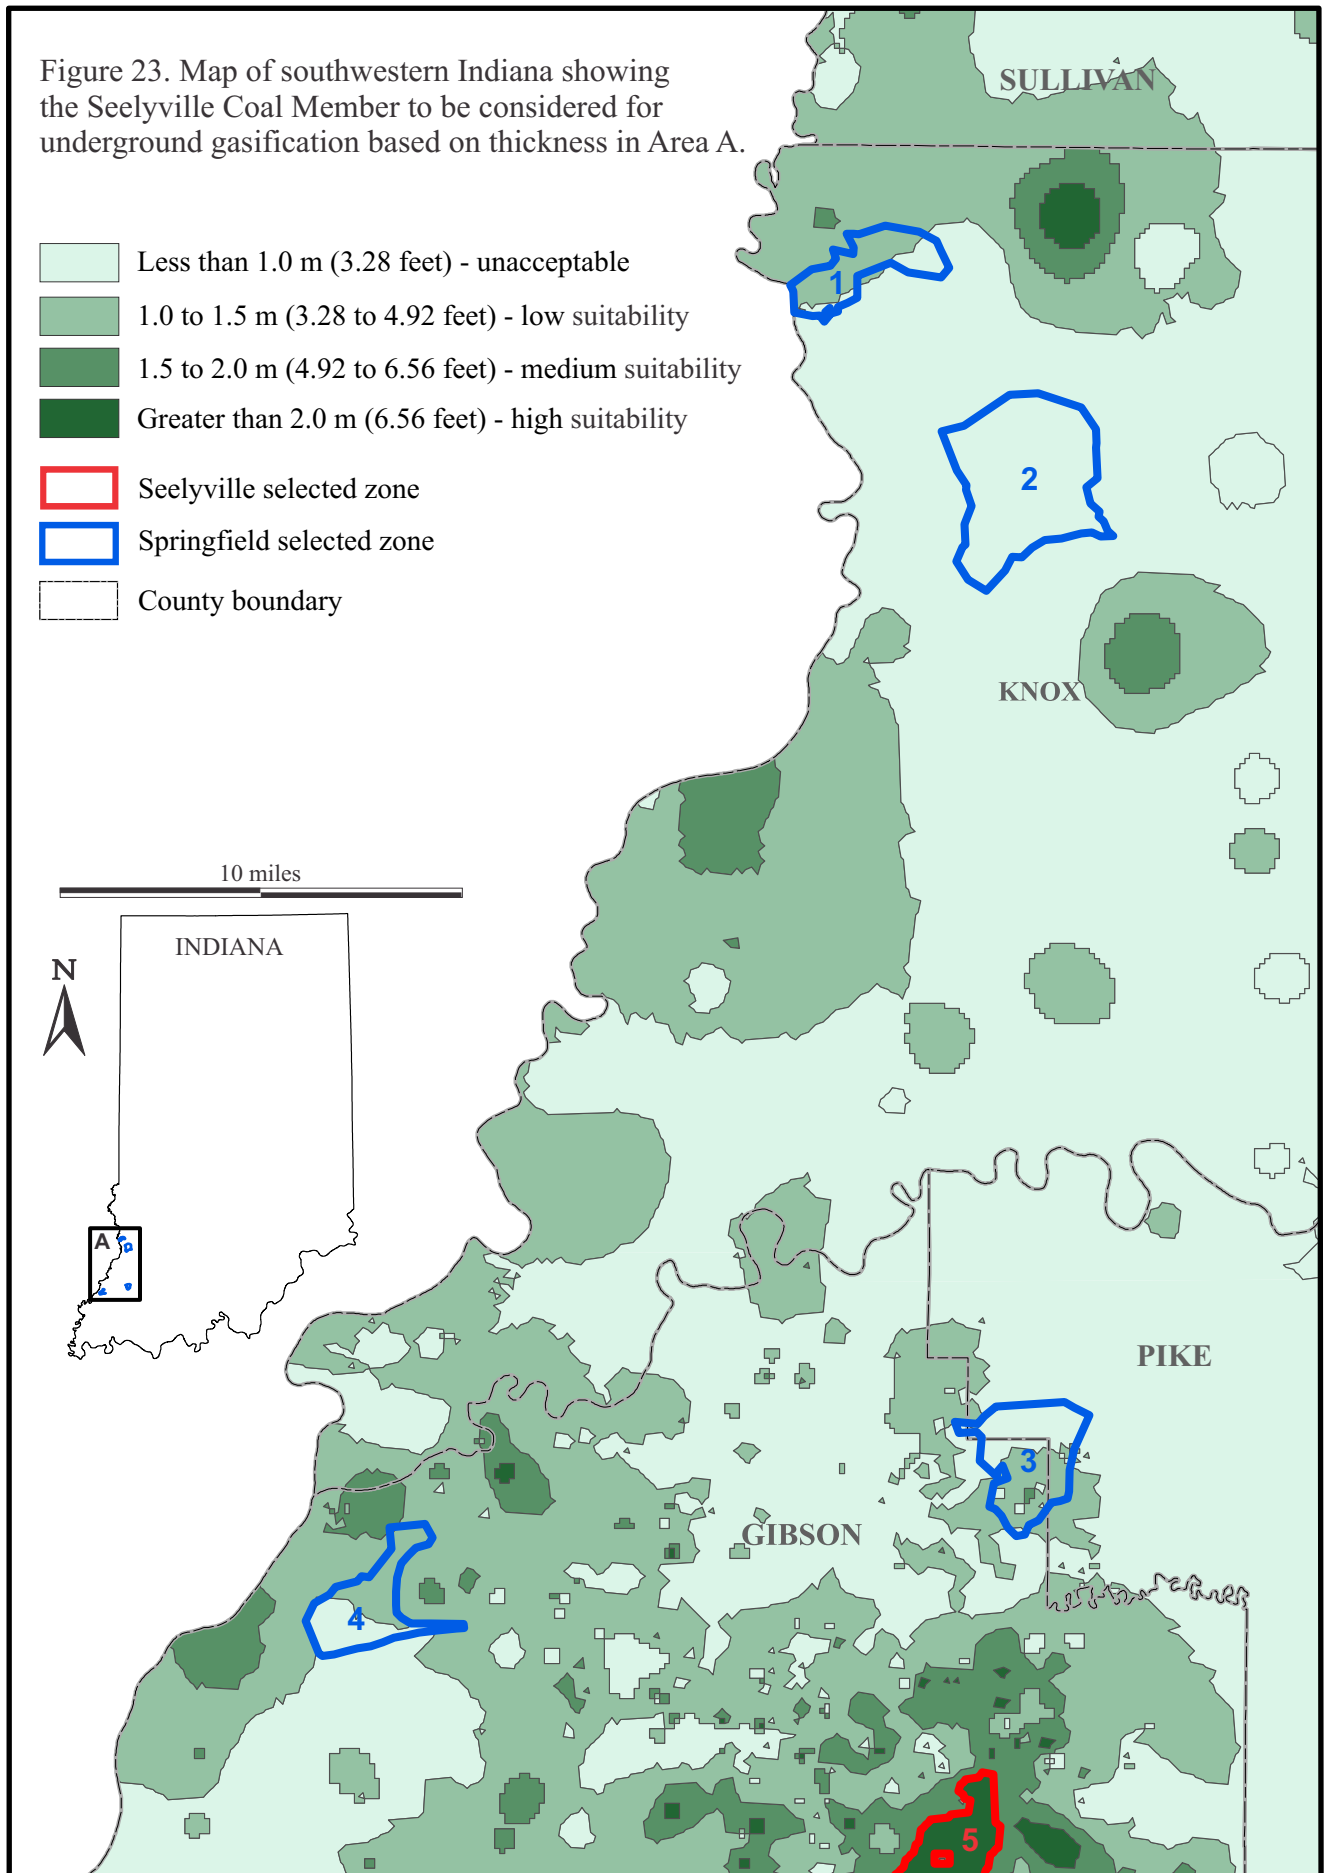 Figure 23. Map of southwestern Indiana showing
the Seelyville Coal Member to be considered for
underground gasification based on thickness in Area A.
Less than 1.0 m (3.28 feet) - unacceptable
1.0 to 1.5 m (3.28 to 4.92 feet) - low suitability
1.5 to 2.0 m (4.92 to 6.56 feet) - medium suitability
Greater than 2.0 m (6.56 feet) - high suitability
Seelyville selected zone
Springfield selected zone
County boundary
10 miles
INDIANA
N
A
SULLIVAN
1
2
KNOX
PIKE
3
GIBSON
4
5